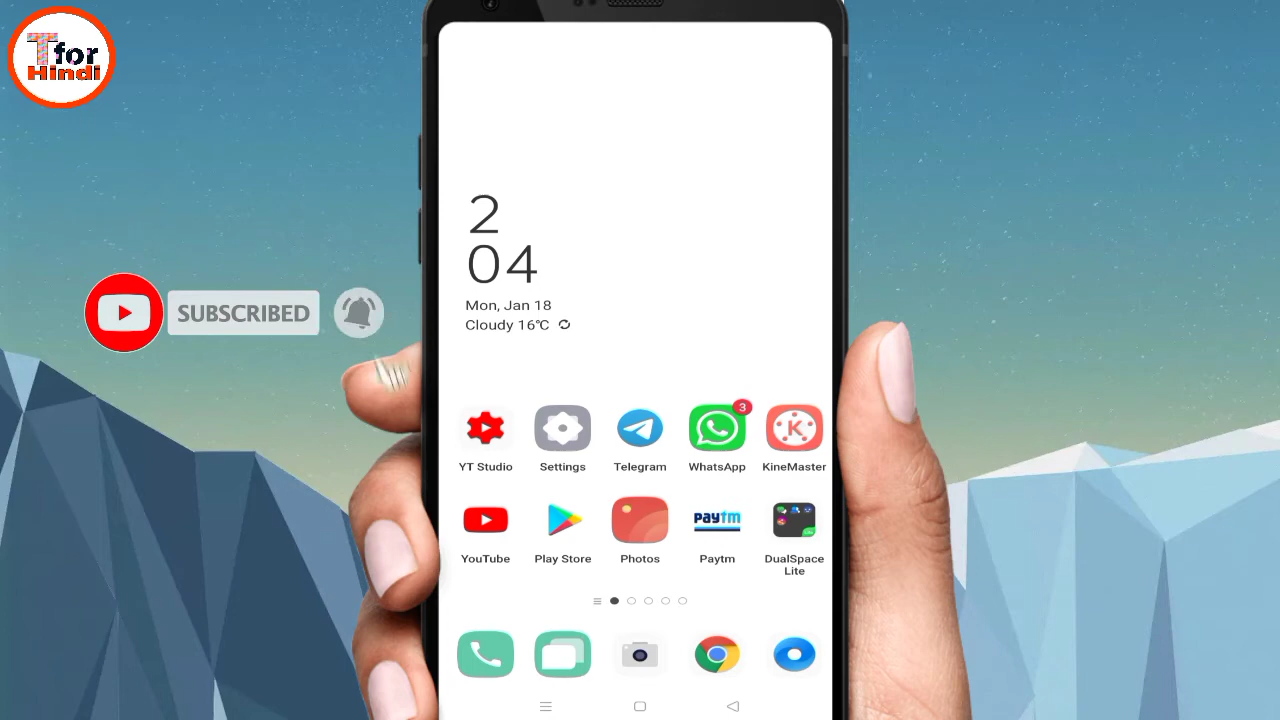 T for
Hindi
SUBSCRIBED
2
04
Mon, Jan 18
Cloudy 16℃
3
YT Studio
Settings
Telegram
WhatsApp
KineMaster
paytm
YouTube
Play Store
Photos
Paytm
DualSpace
Lite